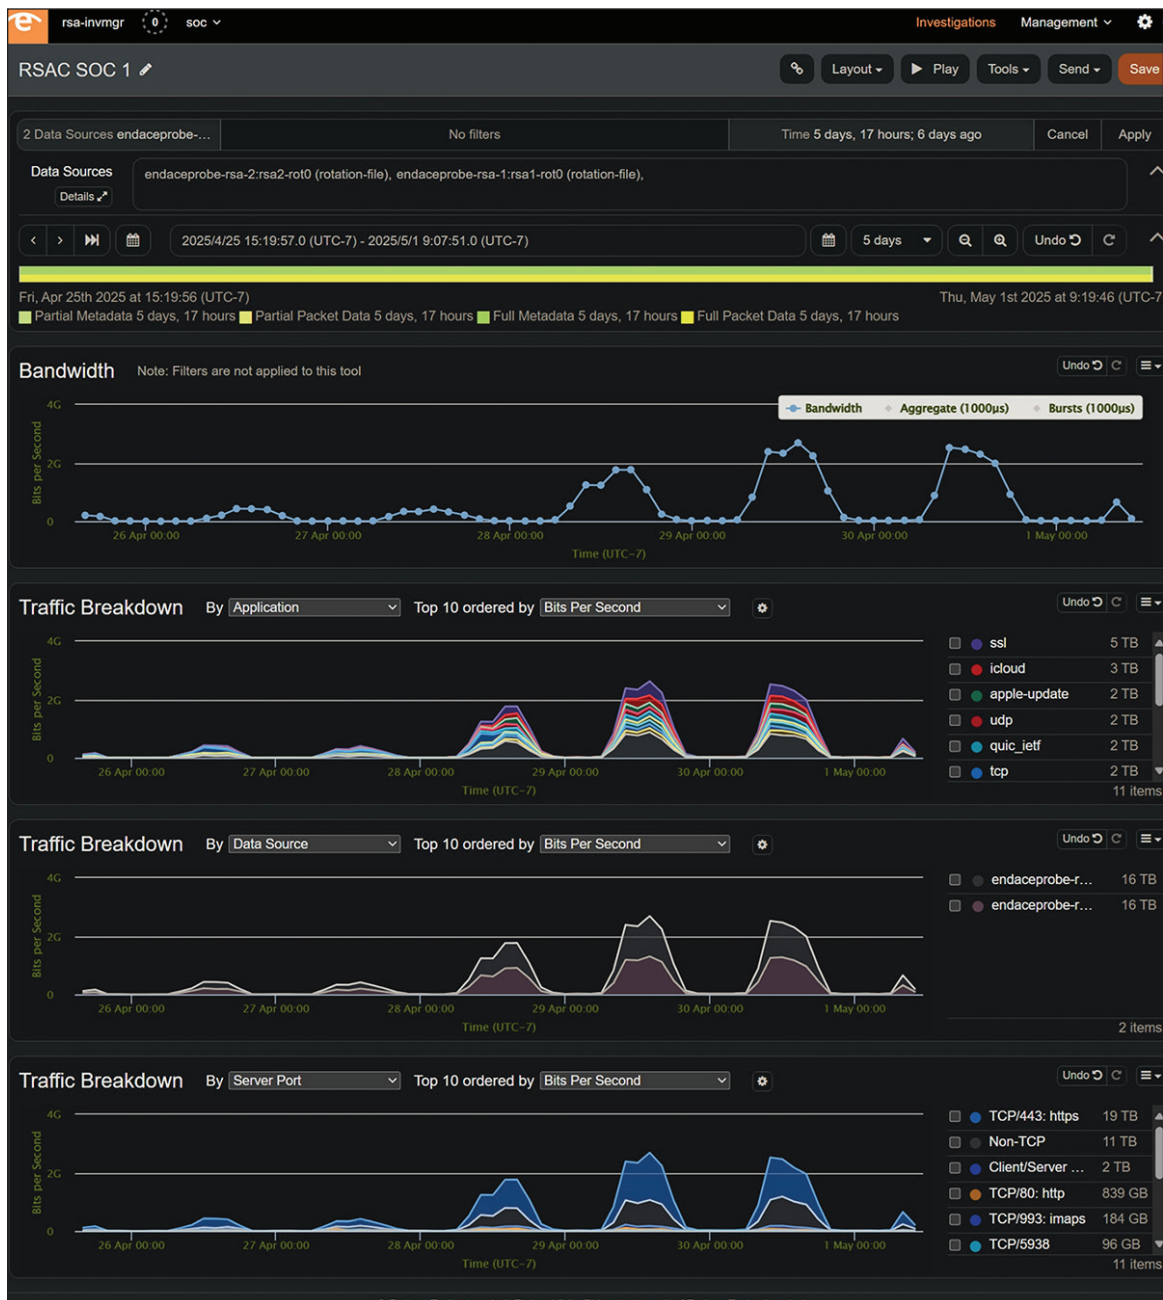 rsa-invmgr 0 soc Investigations Management
RSAC SOC 1 Layout Play Tools Send Save
2 Data Sources endaceprobe-... No filters Time 5 days, 17 hours; 6 days ago Cancel Apply
Data Sources endaceprobe-rsa-2:rsa2-rot0 (rotation-file), endaceprobe-rsa-1:rsa1-rot0 (rotation-file),
Details
2025/4/25 15:19:57.0 (UTC-7) - 2025/5/1 9:07:51.0 (UTC-7) 5 days Undo
Fri, Apr 25th 2025 at 15:19:56 (UTC-7) Thu, May 1st 2025 at 9:19:46 (UTC-7
Partial Metadata 5 days, 17 hours Partial Packet Data 5 days, 17 hours Full Metadata 5 days, 17 hours Full Packet Data 5 days, 17 hours
Bandwidth Note: Filters are not applied to this tool Undo
4G
Bandwidth Aggregate (1000µs) Bursts (1000µs)
Bits per Second
2G
0
26 Apr 00:00 27 Apr 00:00 28 Apr 00:00 29 Apr 00:00 30 Apr 00:00 1 May 00:00
Time (UTC-7)
Traffic Breakdown By Application Top 10 ordered by Bits Per Second Undo
4G
Bits per Second
2G
0
26 Apr 00:00 27 Apr 00:00 28 Apr 00:00 29 Apr 00:00 30 Apr 00:00 1 May 00:00
Time (UTC-7)
ssl 5 TB
icloud 3 TB
apple-update 2 TB
udp 2 TB
quic_ietf 2 TB
tcp 2 TB
11 items
Traffic Breakdown By Data Source Top 10 ordered by Bits Per Second Undo
4G
Bits per Second
2G
0
26 Apr 00:00 27 Apr 00:00 28 Apr 00:00 29 Apr 00:00 30 Apr 00:00 1 May 00:00
Time (UTC-7)
endaceprobe-r... 16 TB
endaceprobe-r... 16 TB
2 items
Traffic Breakdown By Server Port Top 10 ordered by Bits Per Second Undo
4G
Bits per Second
2G
0
26 Apr 00:00 27 Apr 00:00 28 Apr 00:00 29 Apr 00:00 30 Apr 00:00 1 May 00:00
Time (UTC-7)
TCP/443: https 19 TB
Non-TCP 11 TB
Client/Server ... 2 TB
TCP/80: http 839 GB
TCP/993: imaps 184 GB
TCP/5938 96 GB
11 items